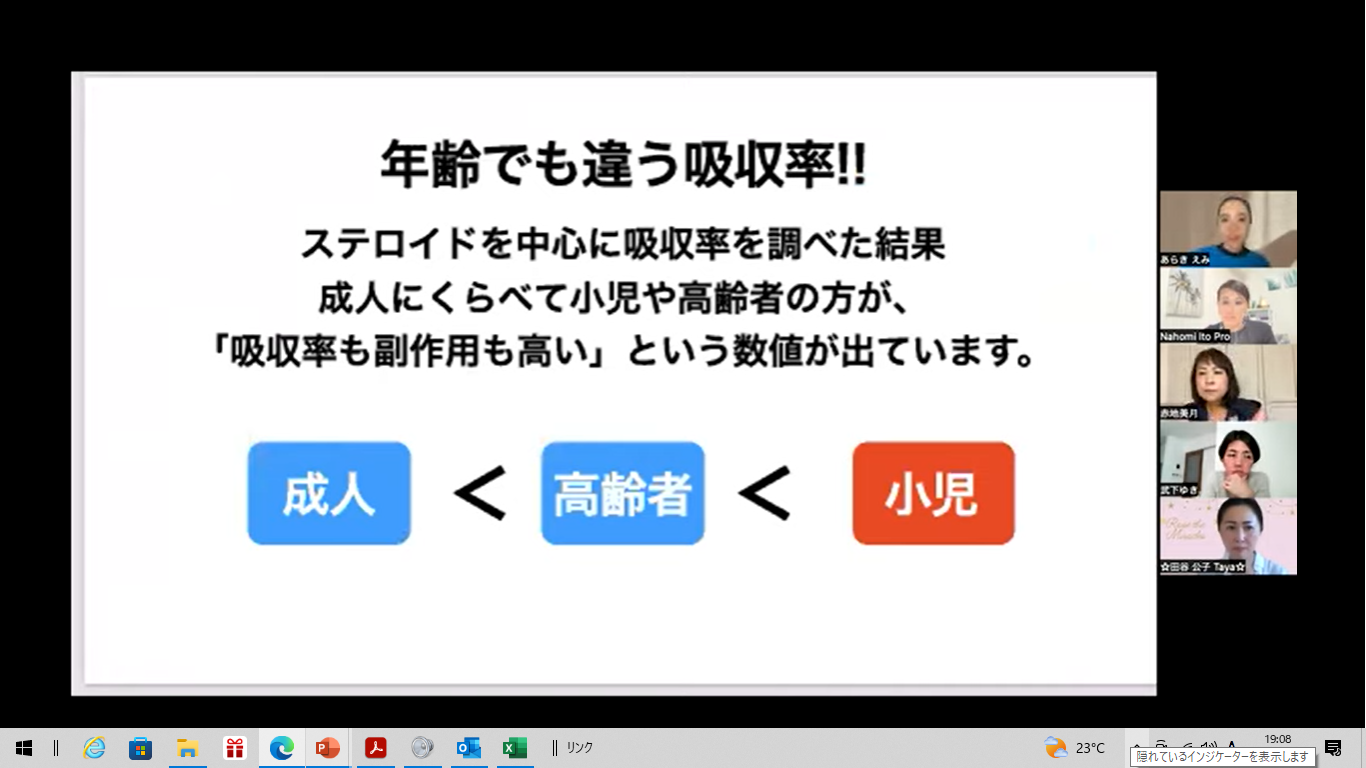 年齢でも違う吸収率!!
ステロイドを中心に吸収率を調べた結果
成人にくらべて小児や高齢者の方が、
「吸収率も副作用も高い」という数値が出ています。
成人 < 高齢者 < 小児
あらき えみ
Nahomi Ito Pro
赤地美月
武下ゆき
☆田谷 公子 Taya☆
リンク
23°C
19:08
隠れているインジケーターを表示します